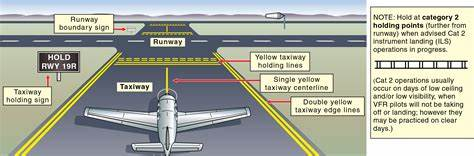 Runway
boundary sign
Runway
HOLD
RWY 19R
Taxiway
holding sign
Taxiway
Yellow taxiway
holding lines
Single yellow
taxiway centerline
Double yellow
taxiway edge lines
NOTE: Hold at category 2
holding points (further from
runway) when advised Cat 2
instrument landing (ILS)
operations in progress.
(Cat 2 operations usually
occur on days of low ceiling
and/or low visibility, when
VFR pilots will not be taking
off or landing; however they
may be practiced on clear
days.)